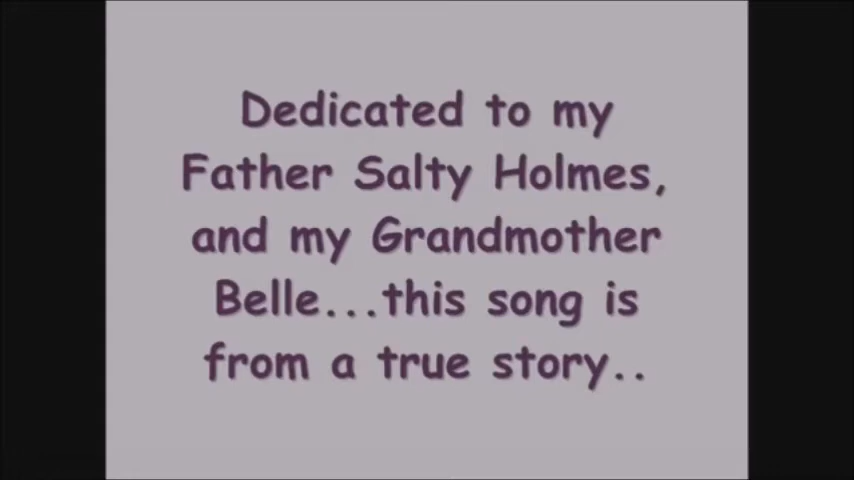 Dedicated to my
Father Salty Holmes,
and my Grandmother
Belle...this song is
from a true story..